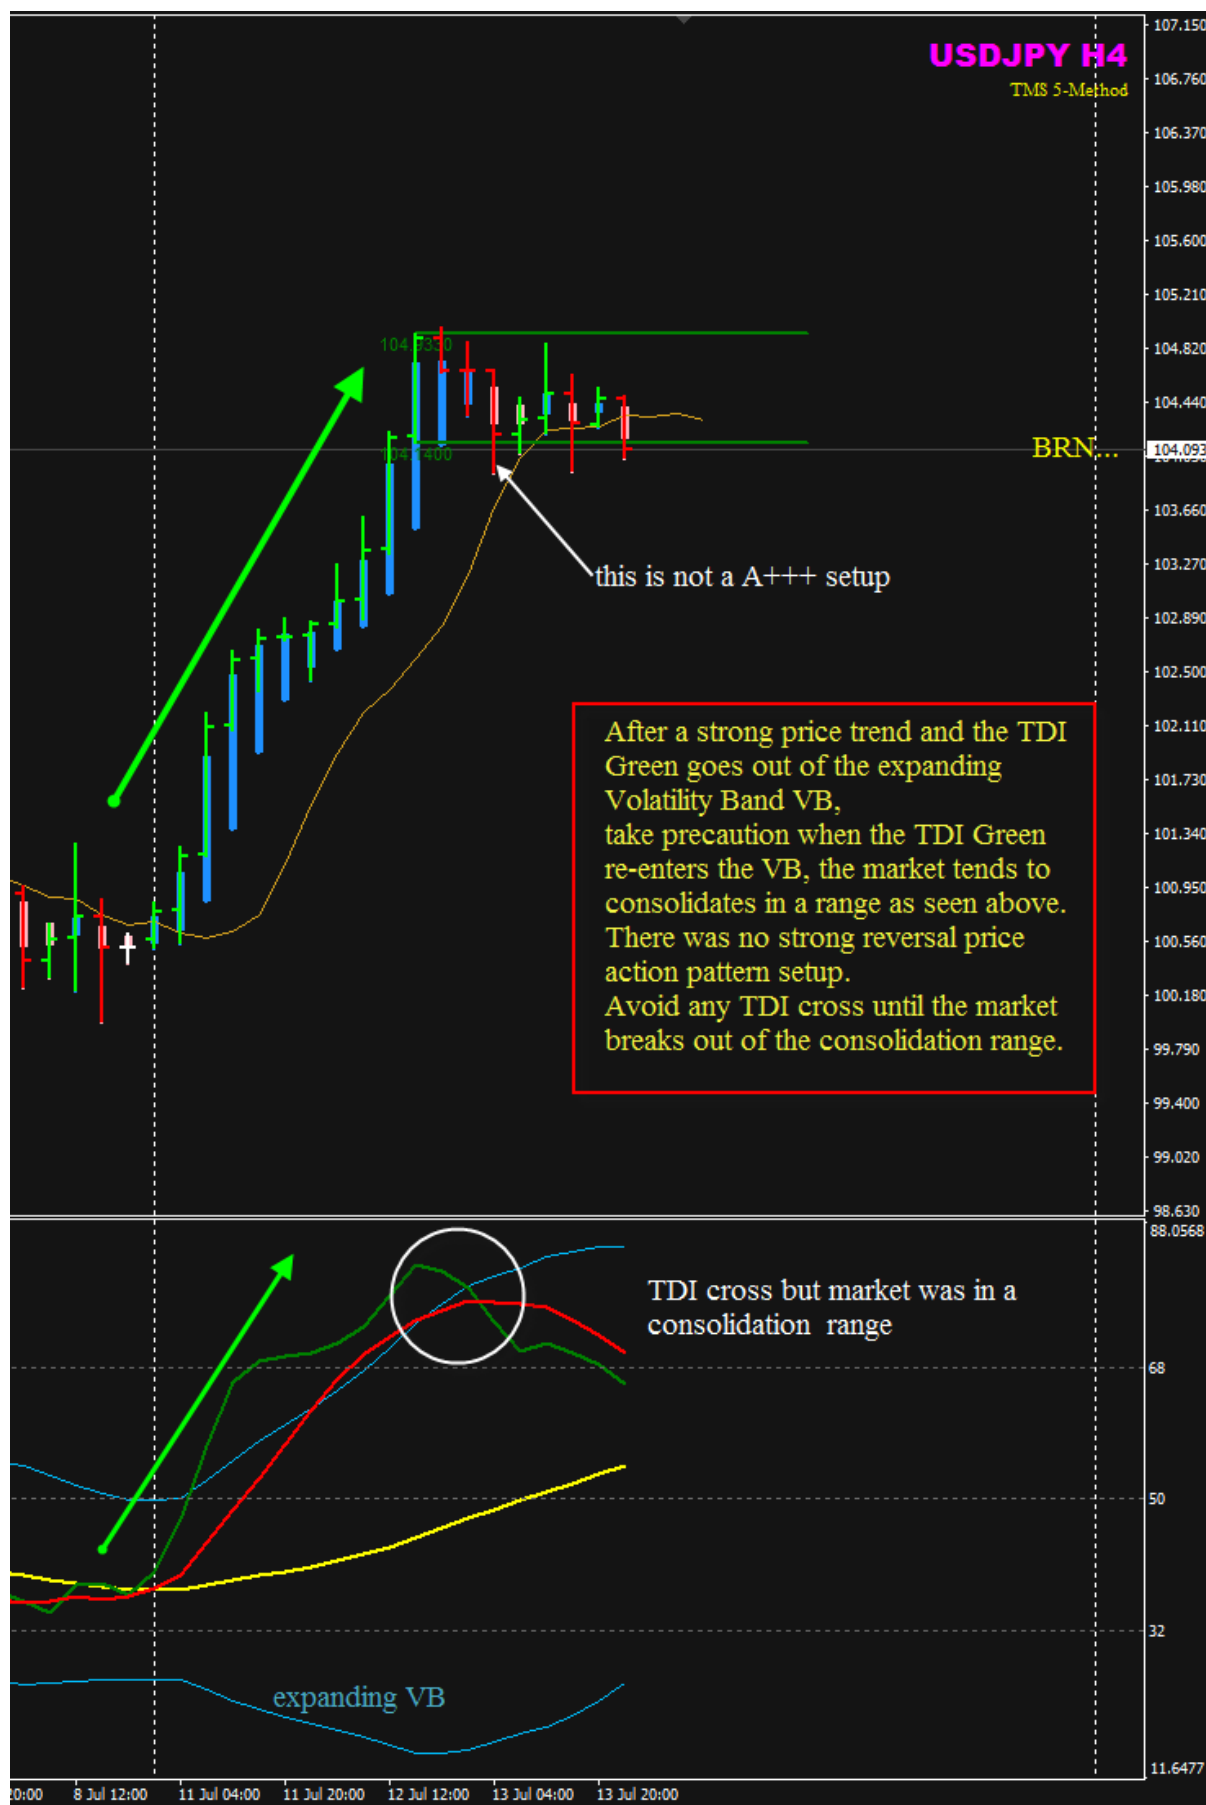 107.150
USDJPY H4
106.760
TMS 5-Method
106.370
105.980
105.600
105.210
104.9330
104.820
104.440
BRN...
104.093
103.660
this is not a A+++ setup
103.270
102.890
102.500
After a strong price trend and the TDI
Green goes out of the expanding
Volatility Band VB,
take precaution when the TDI Green
re-enters the VB, the market tends to
consolidates in a range as seen above.
There was no strong reversal price
action pattern setup.
Avoid any TDI cross until the market
breaks out of the consolidation range.
102.110
101.730
101.340
100.950
100.560
100.180
99.790
99.400
99.020
98.630
88.0568
TDI cross but market was in a
consolidation range
68
50
32
expanding VB
11.6477
20:00
8 Jul 12:00
11 Jul 04:00
11 Jul 20:00
12 Jul 12:00
13 Jul 04:00
13 Jul 20:00